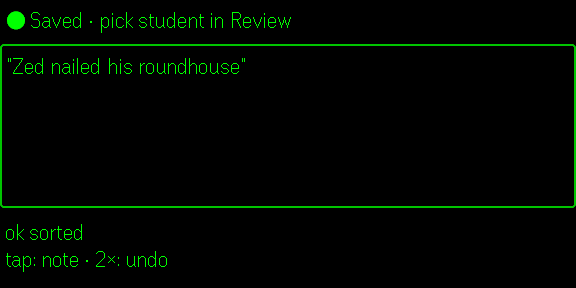 Saved · pick student in Review
"Zed nailed his roundhouse"
ok sorted
tap: note · 2×: undo